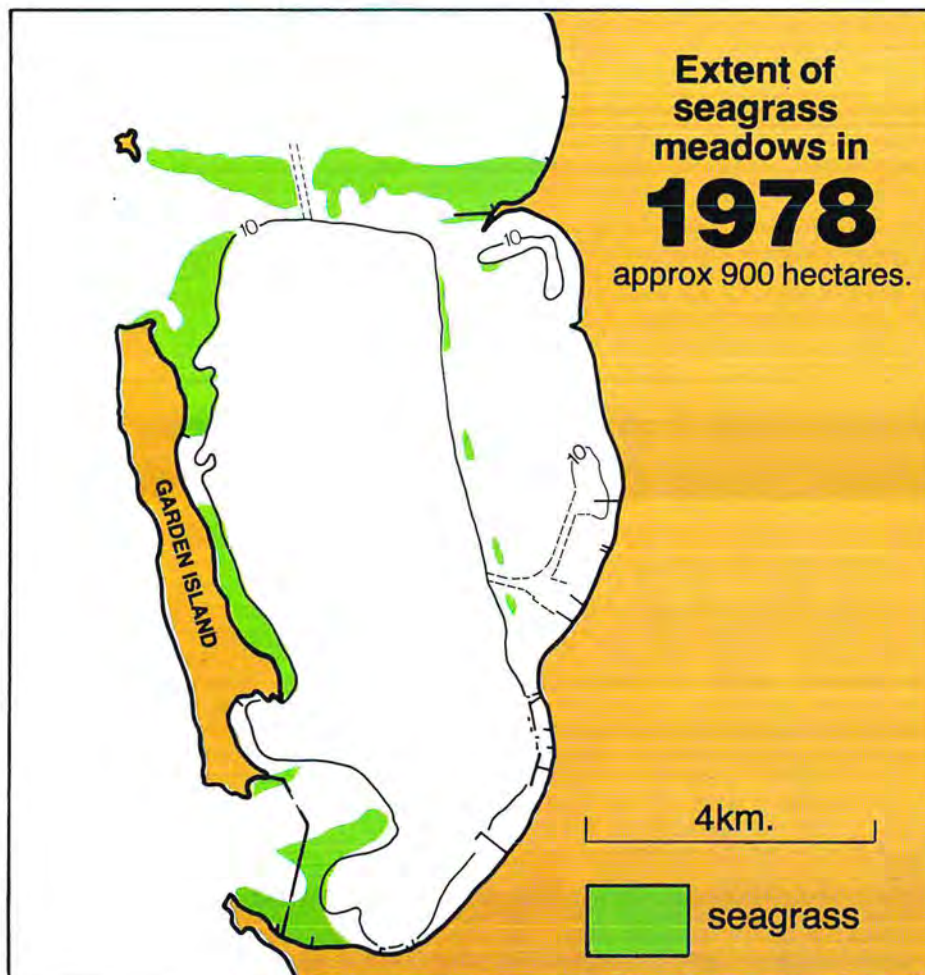 Extent of
seagrass
meadows in
1978
approx 900 hectares.
10
10
10
GARDEN ISLAND
4km.
seagrass